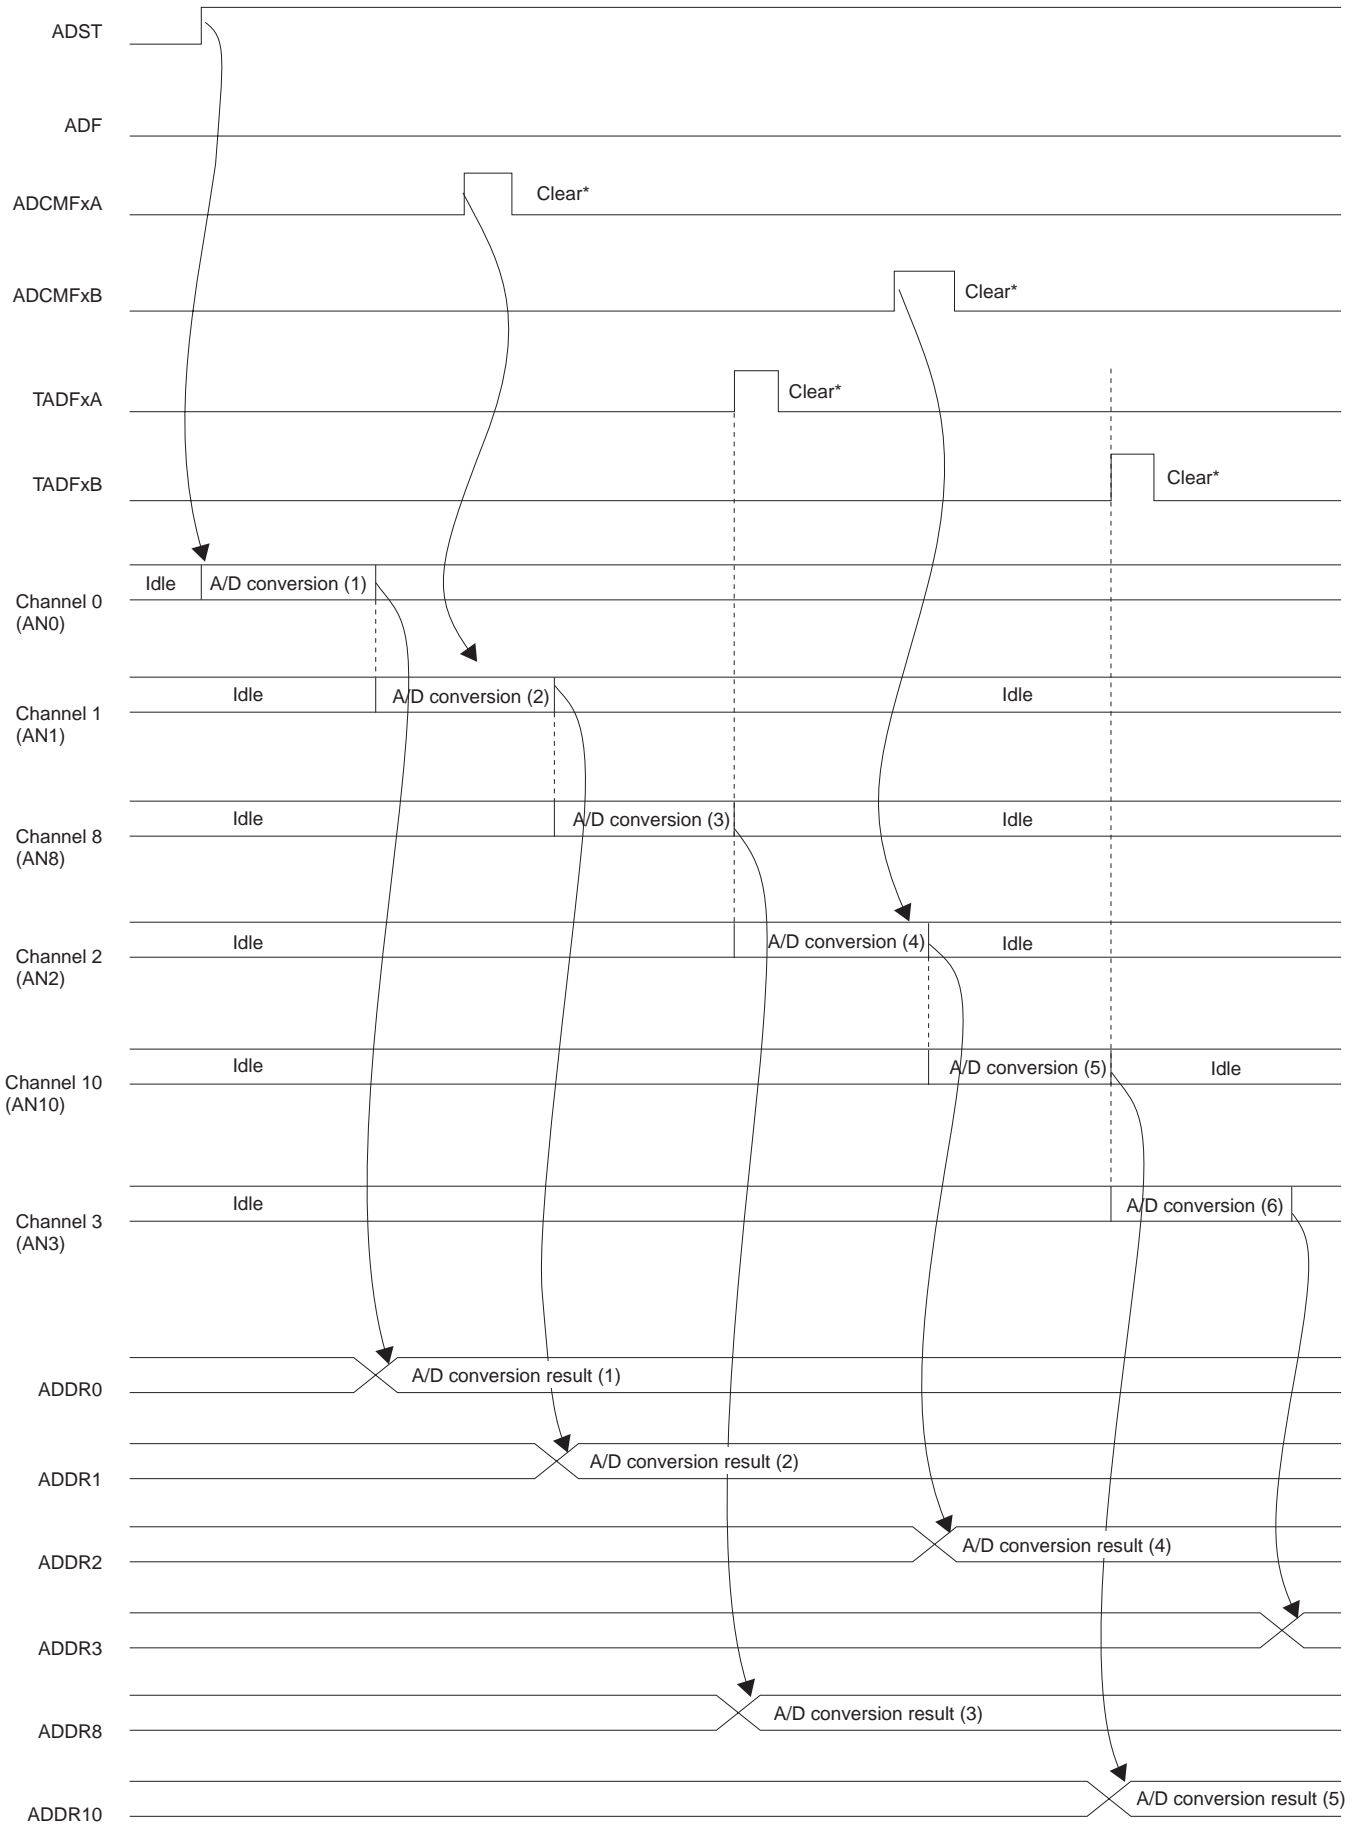 ADST
ADF
ADCMFxA
Clear*
ADCMFxB
Clear*
TADFxA
Clear*
TADFxB
Clear*
Idle
A/D conversion (1)
Channel 0
(AN0)
Idle
A/D conversion (2)
Idle
Channel 1
(AN1)
Idle
A/D conversion (3)
Idle
Channel 8
(AN8)
Idle
A/D conversion (4)
Idle
Channel 2
(AN2)
Idle
A/D conversion (5)
Idle
Channel 10
(AN10)
Idle
A/D conversion (6)
Channel 3
(AN3)
A/D conversion result (1)
ADDR0
A/D conversion result (2)
ADDR1
A/D conversion result (4)
ADDR2
ADDR3
A/D conversion result (3)
ADDR8
A/D conversion result (5)
ADDR10